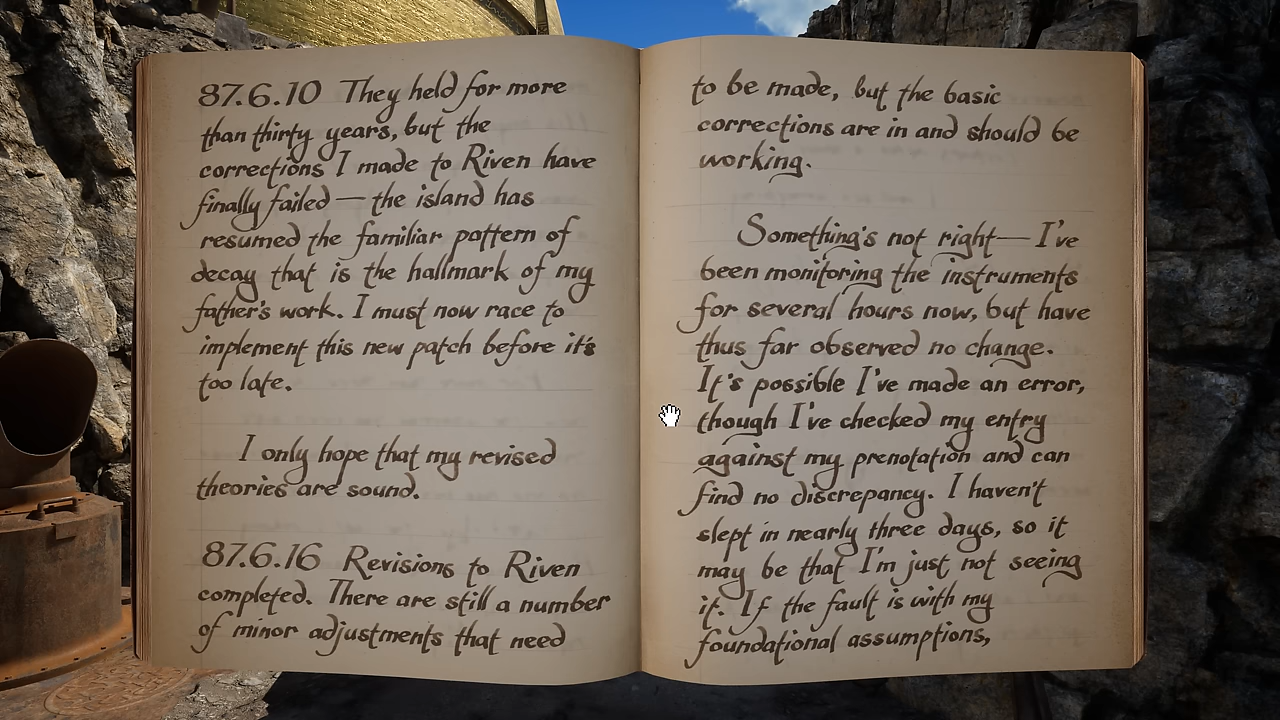 87.6.10 They held for more
than thirty years, but the
corrections I made to Riven have
finally failed — the island has
resumed the familiar pattern of
decay that is the hallmark of my
father's work. I must now race to
implement this new patch before it's
too late.
I only hope that my revised
theories are sound.
87.6.16 Revisions to Riven
completed. There are still a number
of minor adjustments that need
to be made, but the basic
corrections are in and should be
working.
Something's not right — I've
been monitoring the instruments
for several hours now, but have
thus far observed no change.
It's possible I've made an error,
though I've checked my entry
against my prenotation and can
find no discrepancy. I haven't
slept in nearly three days, so it
may be that I'm just not seeing
it. If the fault is with my
foundational assumptions,